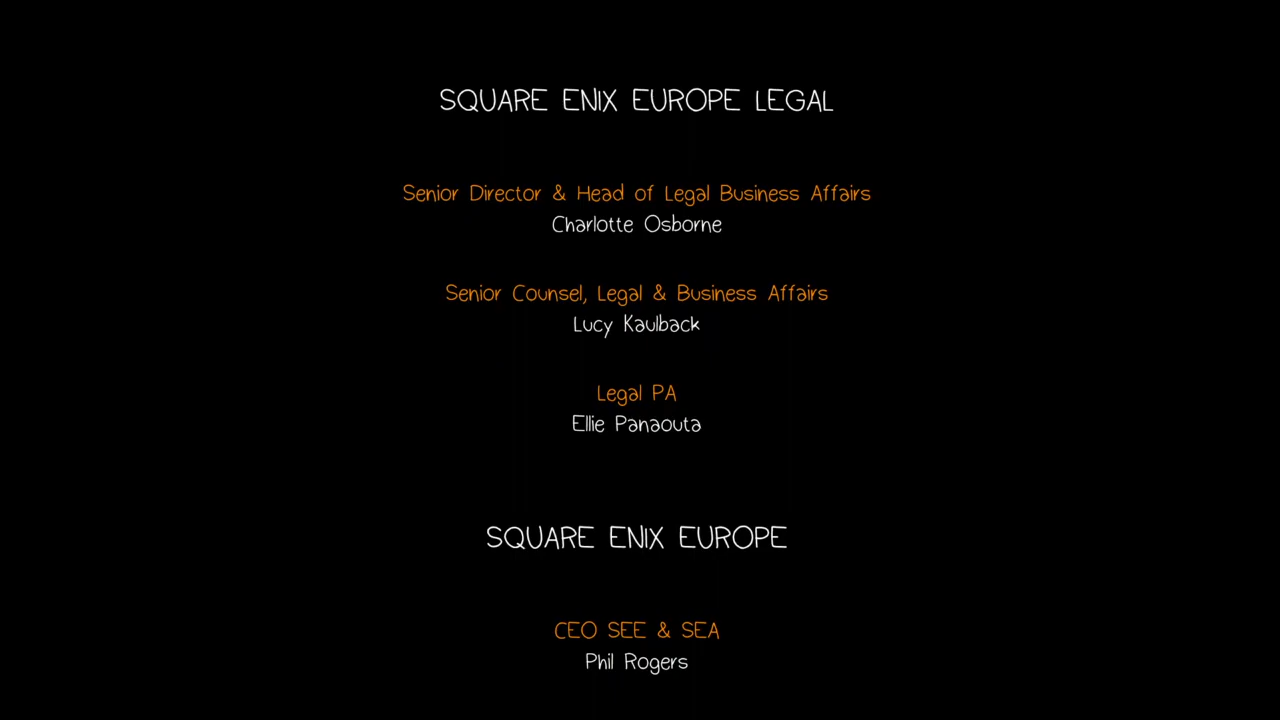 SQUARE ENIX EUROPE LEGAL
Senior Director & Head of Legal Business Affairs
Charlotte Osborne
Senior Counsel, Legal & Business Affairs
Lucy Kaulback
Legal PA
Ellie Panaouta
SQUARE ENIX EUROPE
CEO SEE & SEA
Phil Rogers